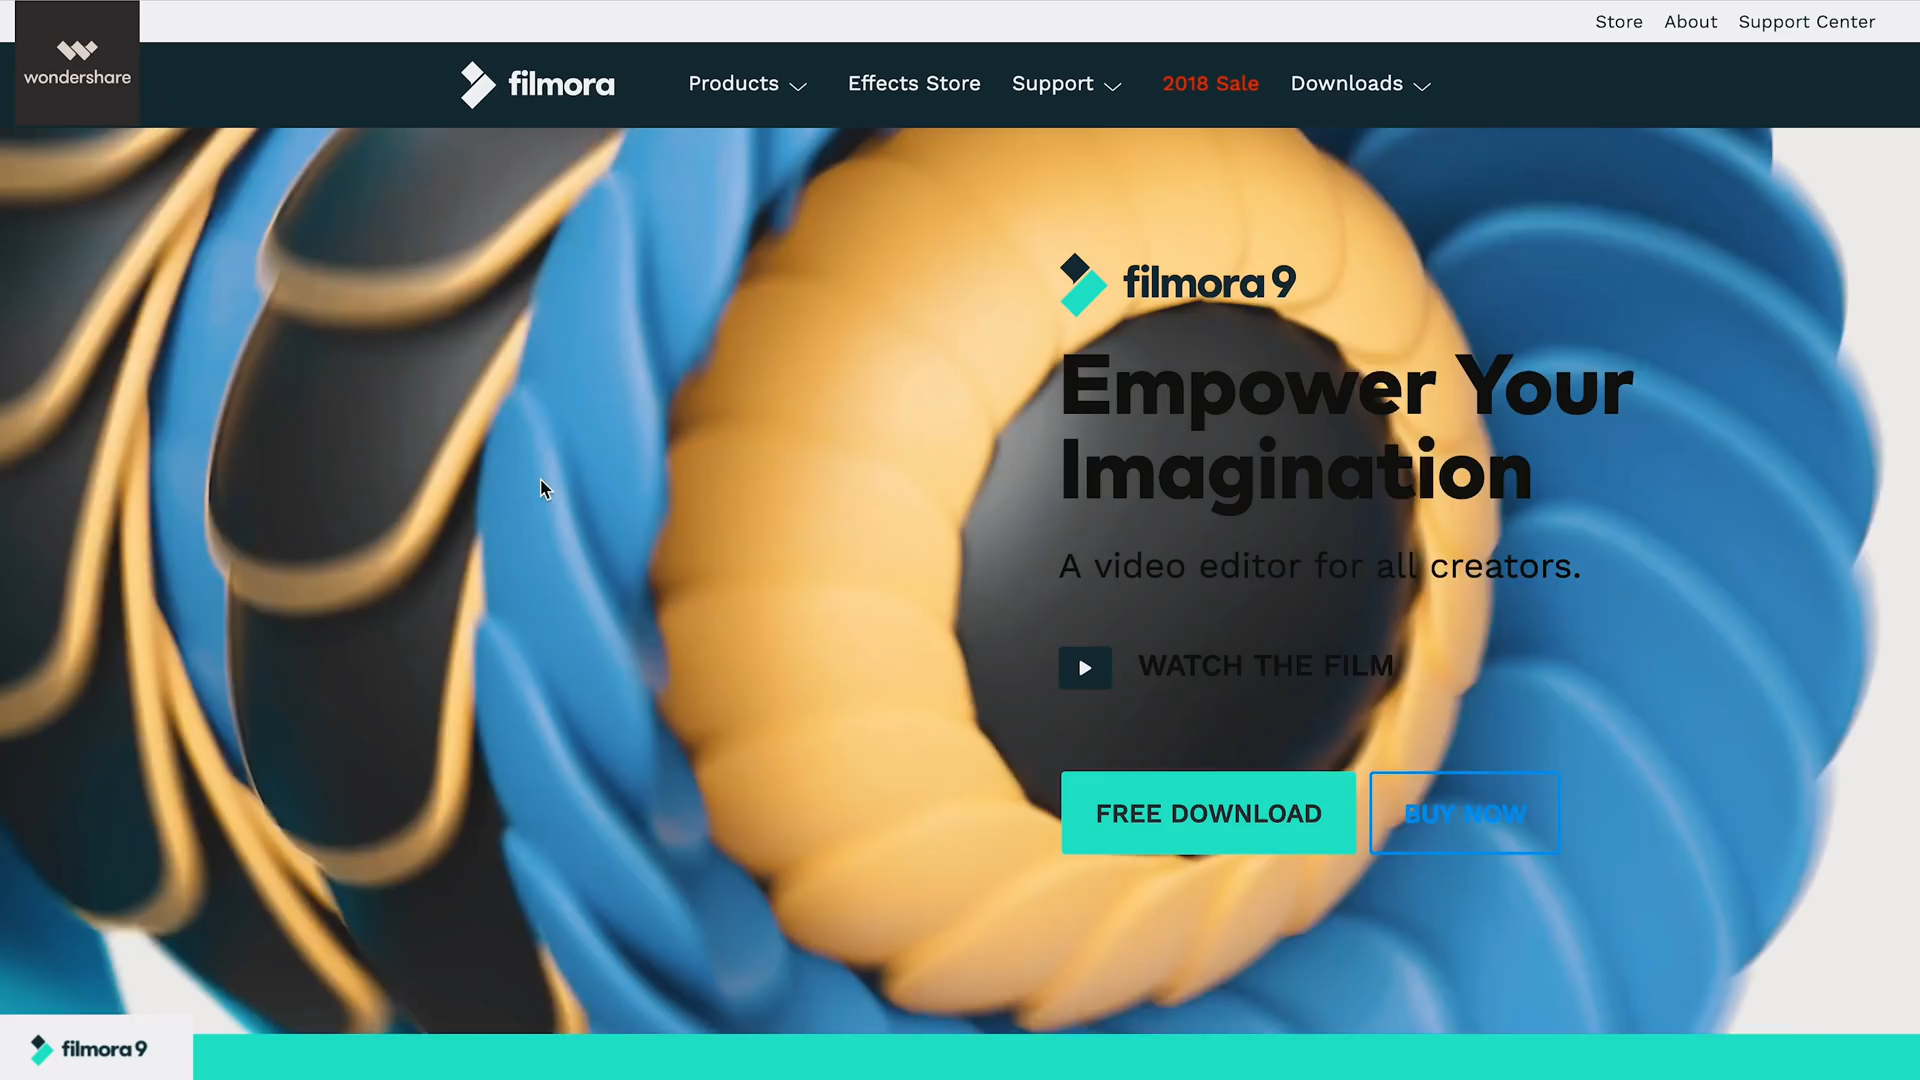 Store About Support Center
wondershare
filmora Products Effects Store Support 2018 Sale Downloads
filmora 9
Empower Your
Imagination
A video editor for all creators.
WATCH THE FILM
FREE DOWNLOAD BUY NOW
filmora 9